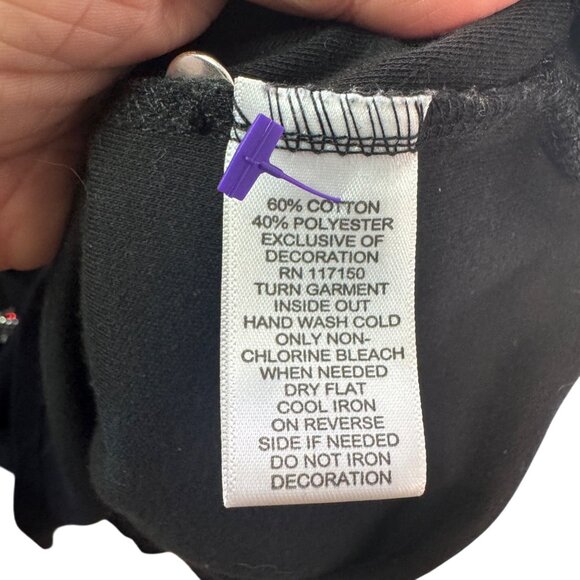 60% COTTON
40% POLYESTER
EXCLUSIVE OF
DECORATION
RN 117150
TURN GARMENT
INSIDE OUT
HAND WASH COLD
ONLY NON-
CHLORINE BLEACH
WHEN NEEDED
DRY FLAT
COOL IRON
ON REVERSE
SIDE IF NEEDED
DO NOT IRON
DECORATION